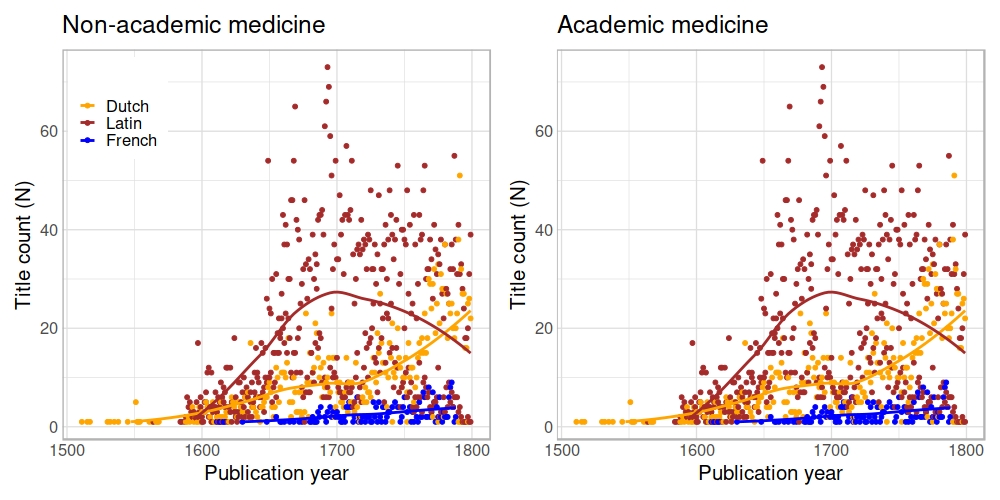 Non-academic medicine
Title count (N)
60
40
20
0
Dutch
Latin
French
1500
1600
1700
1800
Publication year
Academic medicine
Title count (N)
60
40
20
0
1500
1600
1700
1800
Publication year